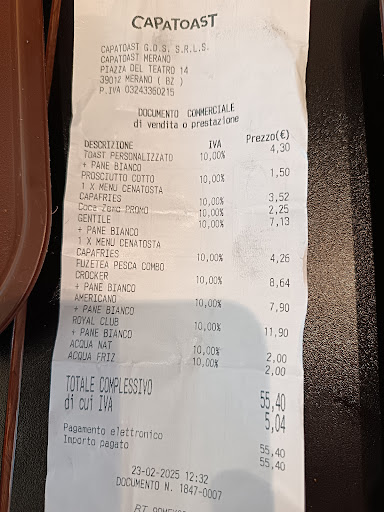 CAPATOAST
CAPATOAST G.D.S. S.R.L.S.
CAPATOAST MERANO
PIAZZA DEL TEATRO 14
39012 MERANO ( BZ )
P.IVA 03243360215
DOCUMENTO COMMERCIALE
di vendita o prestazione
DESCRIZIONE IVA Prezzo(€)
TOAST PERSONALIZZATO 10,00% 4,30
+ PANE BIANCO
PROSCIUTTO COTTO 10,00% 1,50
1 X MENU CENATOSTA
CAPAFRIES 10,00% 3,52
Coca Zero PROMO 10,00% 2,25
GENTILE 10,00% 7,13
+ PANE BIANCO
1 X MENU CENATOSTA
CAPAFRIES 10,00% 4,26
FUZETEA PESCA COMBO
CROCKER 10,00% 8,64
+ PANE BIANCO
AMERICANO 10,00% 7,90
+ PANE BIANCO
ROYAL CLUB 10,00% 11,90
+ PANE BIANCO
ACQUA NAT 10,00% 2,00
ACQUA FRIZ 10,00% 2,00
TOTALE COMPLESSIVO 55,40
di cui IVA 5,04
Pagamento elettronico 55,40
Importo pagato 55,40
23-02-2025 12:32
DOCUMENTO N. 1847-0007